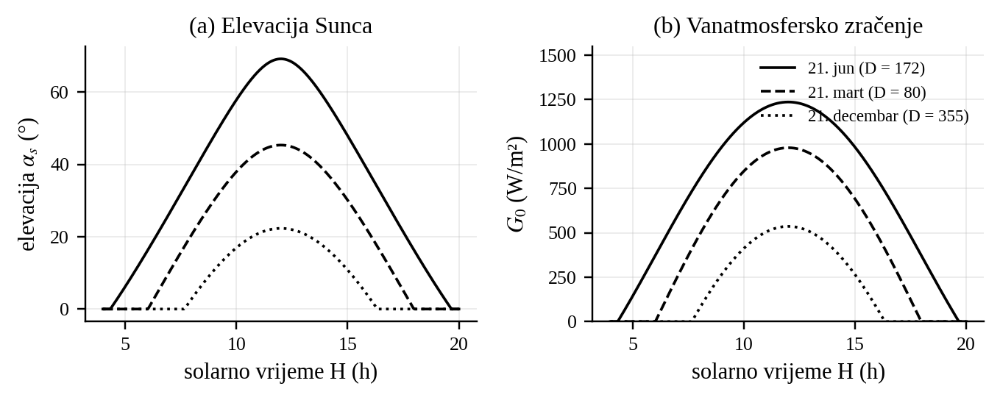 (a) Elevacija Sunca
elevacija αₛ (°)
60
40
20
0
5 10 15 20
solarno vrijeme H (h)
(b) Vanatmosfersko zračenje
G₀ (W/m²)
1500
1250
1000
750
500
250
0
21. jun (D = 172)
21. mart (D = 80)
21. decembar (D = 355)
5 10 15 20
solarno vrijeme H (h)